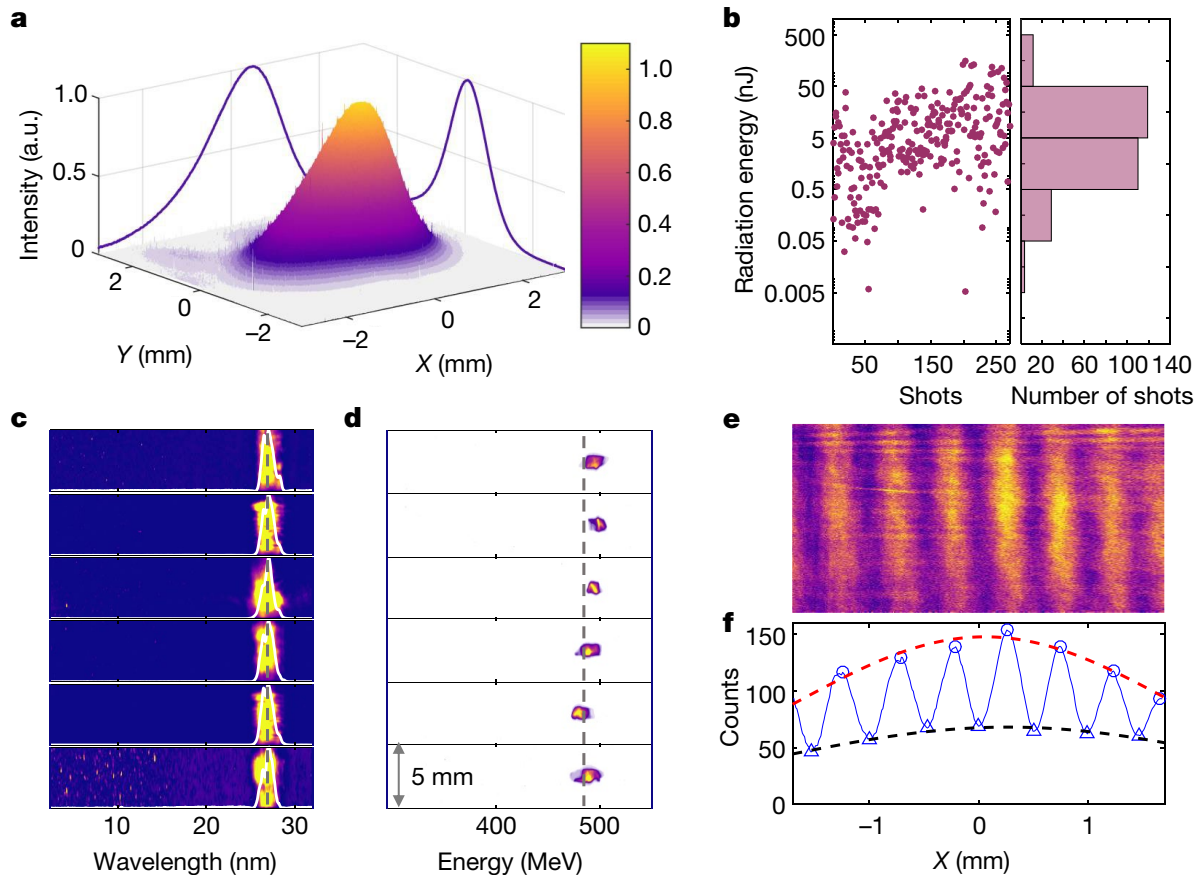 a
1.0
0.5
0
Intensity (a.u.)
2
0
−2
Y (mm)
−2
0
2
X (mm)
1.0
0.8
0.6
0.4
0.2
0
b
500
50
5
0.5
0.05
0.005
Radiation energy (nJ)
50 150 250
Shots
20 60 100 140
Number of shots
c
10 20 30
Wavelength (nm)
d
5 mm
400 500
Energy (MeV)
e
f
150
100
50
0
Counts
−1 0 1
X (mm)